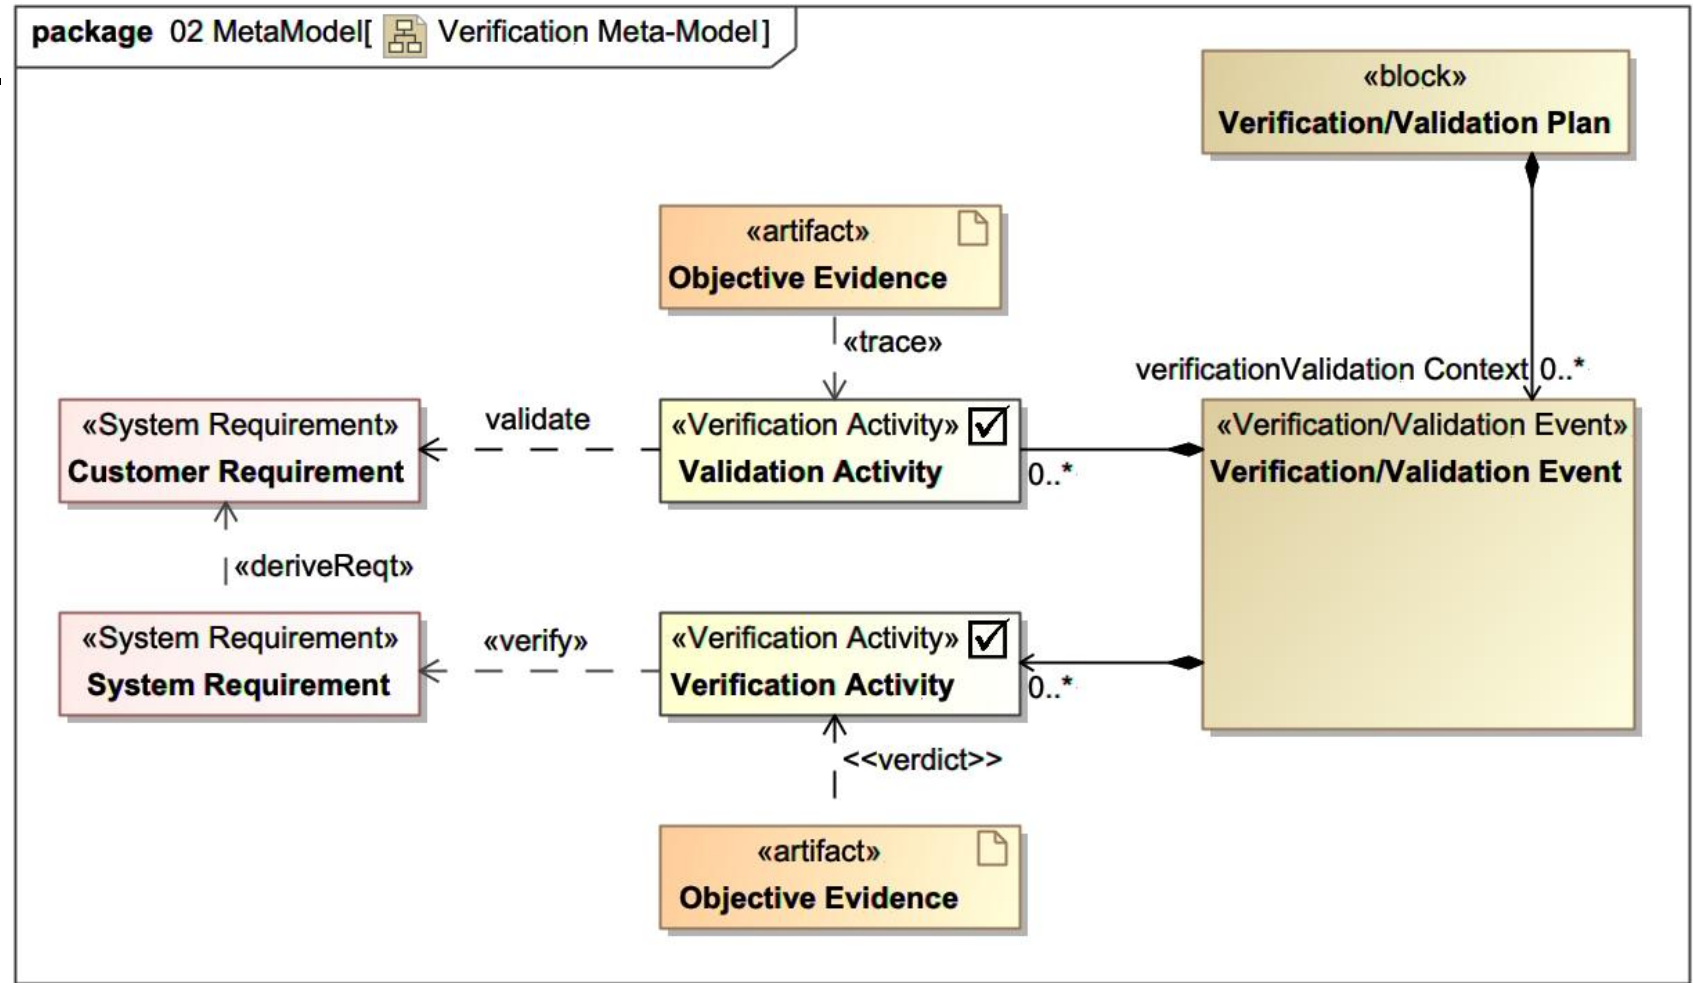 package 02 MetaModel[ Verification Meta-Model]
«block»
Verification/Validation Plan
«artifact»
Objective Evidence
«trace»
verificationValidation Context 0..*
«System Requirement»
Customer Requirement
validate
«Verification Activity»
Validation Activity
0..*
«Verification/Validation Event»
Verification/Validation Event
«deriveReqt»
«System Requirement»
System Requirement
«verify»
«Verification Activity»
Verification Activity
0..*
<<verdict>>
«artifact»
Objective Evidence